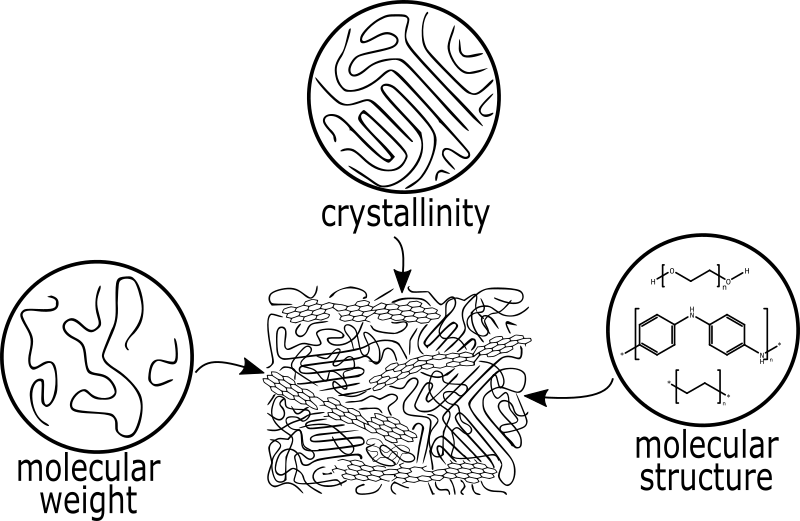 crystallinity
H
O
n
O
H
H
N
*
N
H
n
*
*
n
*
molecular
weight
molecular
structure